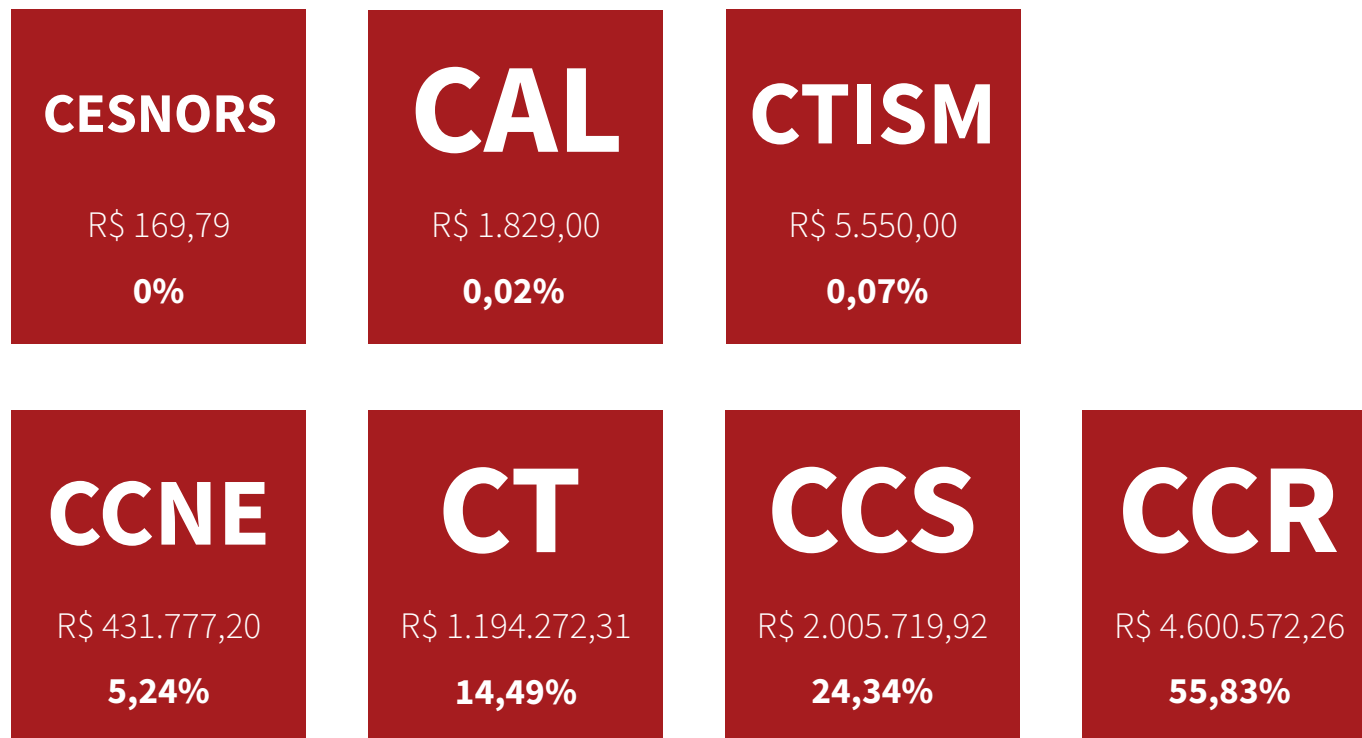 CESNORS
R$ 169,79
0%
CAL
R$ 1.829,00
0,02%
CTISM
R$ 5.550,00
0,07%
CCNE
R$ 431.777,20
5,24%
CT
R$ 1.194.272,31
14,49%
CCS
R$ 2.005.719,92
24,34%
CCR
R$ 4.600.572,26
55,83%